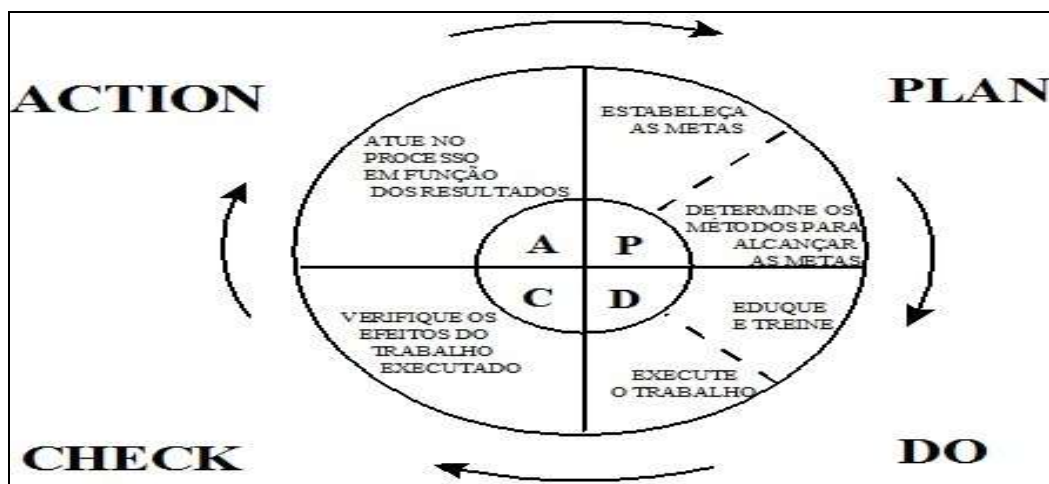 ACTION
PLAN
ESTABELEÇA
AS METAS
ATUE NO
PROCESSO
EM FUNÇÃO
DOS RESULTADOS
DETERMINE OS
MÉTODOS PARA
ALCANÇAR
AS METAS
A
P
C
D
EDUQUE
E TREINE
VERIFIQUE OS
EFEITOS DO
TRABALHO
EXECUTADO
EXECUTE
O TRABALHO
CHECK
DO